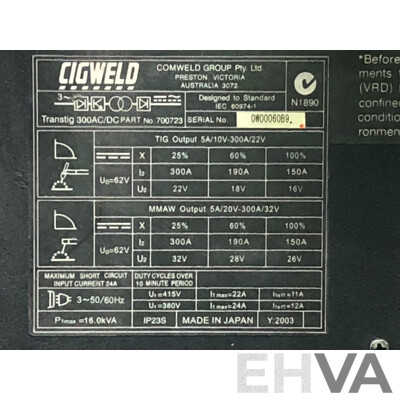 CIGWELD
COMWELD GROUP Pty. Ltd.
PRESTON, VICTORIA
AUSTRALIA 3072
3~
Designed to Standard
IEC 60974-1
N1890
Transtig 300AC/DC PART No. 700723 SERIAL No. 0W00060B9
TIG Output 5A/10V-300A/22V
X 25% 60% 100%
I2 300A 190A 150A
U0=62V
U2 22V 18V 16V
MMAW Output 5A/20V-300A/32V
X 25% 60% 100%
I2 300A 190A 150A
U0=62V
U2 32V 28V 26V
MAXIMUM SHORT CIRCUIT
INPUT CURRENT 24A
DUTY CYCLES OVER
10 MINUTE PERIOD
3~50/60Hz
U1=415V I1max=22A I1eff=11A
U1=380V I1max=24A I1eff=12A
P1max=16.0kVA IP23S MADE IN JAPAN Y:2003
*Before
ments
(VRD)
confined
conditio
ronmen
EHVA